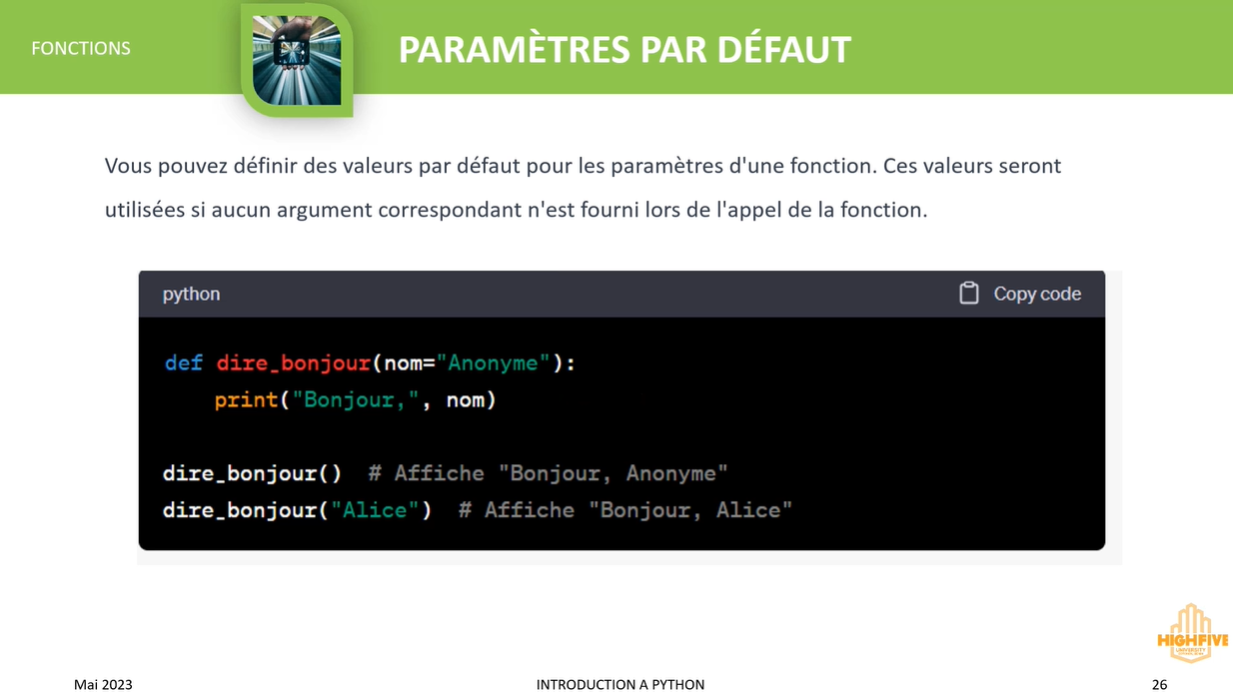 FONCTIONS
PARAMÈTRES PAR DÉFAUT
Vous pouvez définir des valeurs par défaut pour les paramètres d'une fonction. Ces valeurs seront
utilisées si aucun argument correspondant n'est fourni lors de l'appel de la fonction.
python
Copy code
def dire_bonjour(nom="Anonyme"):
    print("Bonjour,", nom)
dire_bonjour()  # Affiche "Bonjour, Anonyme"
dire_bonjour("Alice")  # Affiche "Bonjour, Alice"
HIGHFIVE
UNIVERSITY
Mai 2023
INTRODUCTION A PYTHON
26